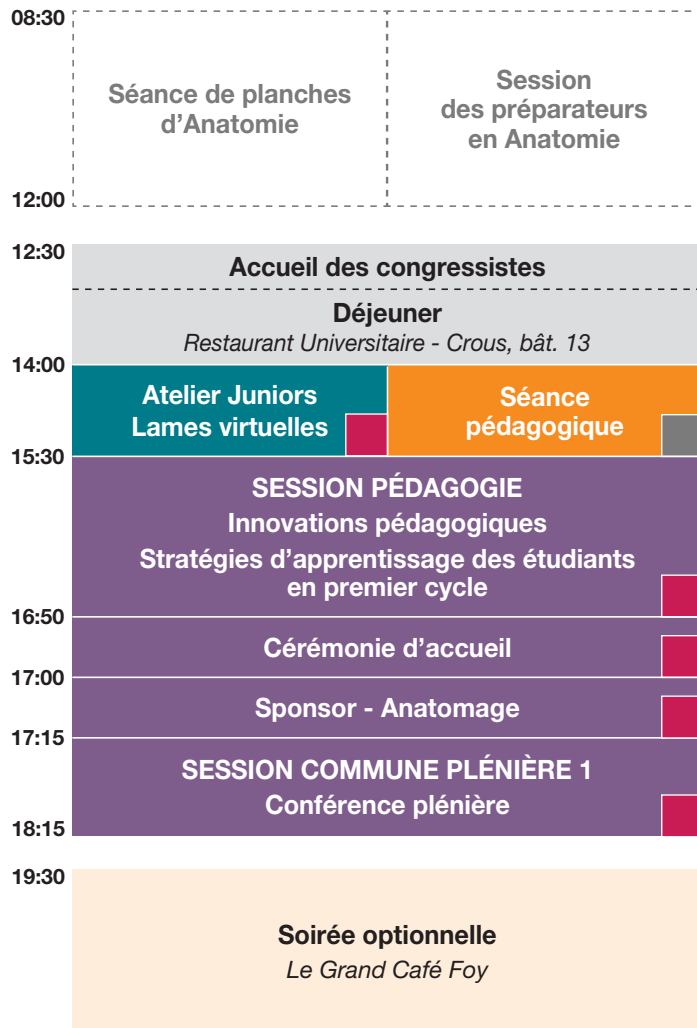 08:30
Séance de planches
d'Anatomie
Session
des préparateurs
en Anatomie
12:00
12:30
Accueil des congressistes
Déjeuner
Restaurant Universitaire - Crous, bât. 13
14:00
Atelier Juniors
Lames virtuelles
Séance
pédagogique
15:30
SESSION PÉDAGOGIE
Innovations pédagogiques
Stratégies d'apprentissage des étudiants
en premier cycle
16:50
Cérémonie d'accueil
17:00
Sponsor - Anatomage
17:15
SESSION COMMUNE PLÉNIÈRE 1
Conférence plénière
18:15
19:30
Soirée optionnelle
Le Grand Café Foy